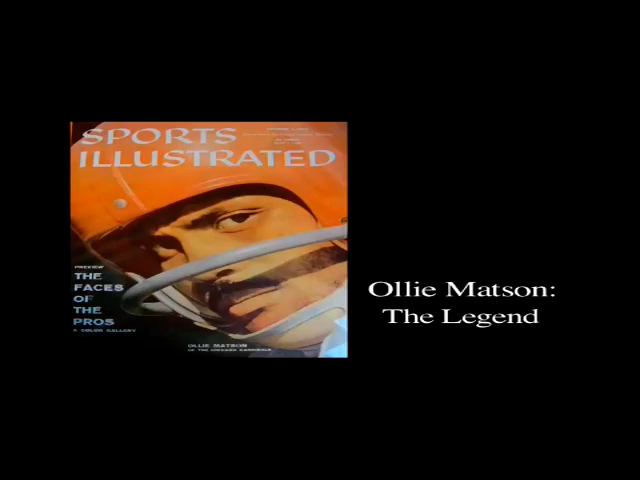 SPORTS
ILLUSTRATED
PREVIEW
THE
FACES
OF
THE
PROS
A COLOR GALLERY
OLLIE MATSON
OF THE CHICAGO CARDINALS
Ollie Matson:
The Legend